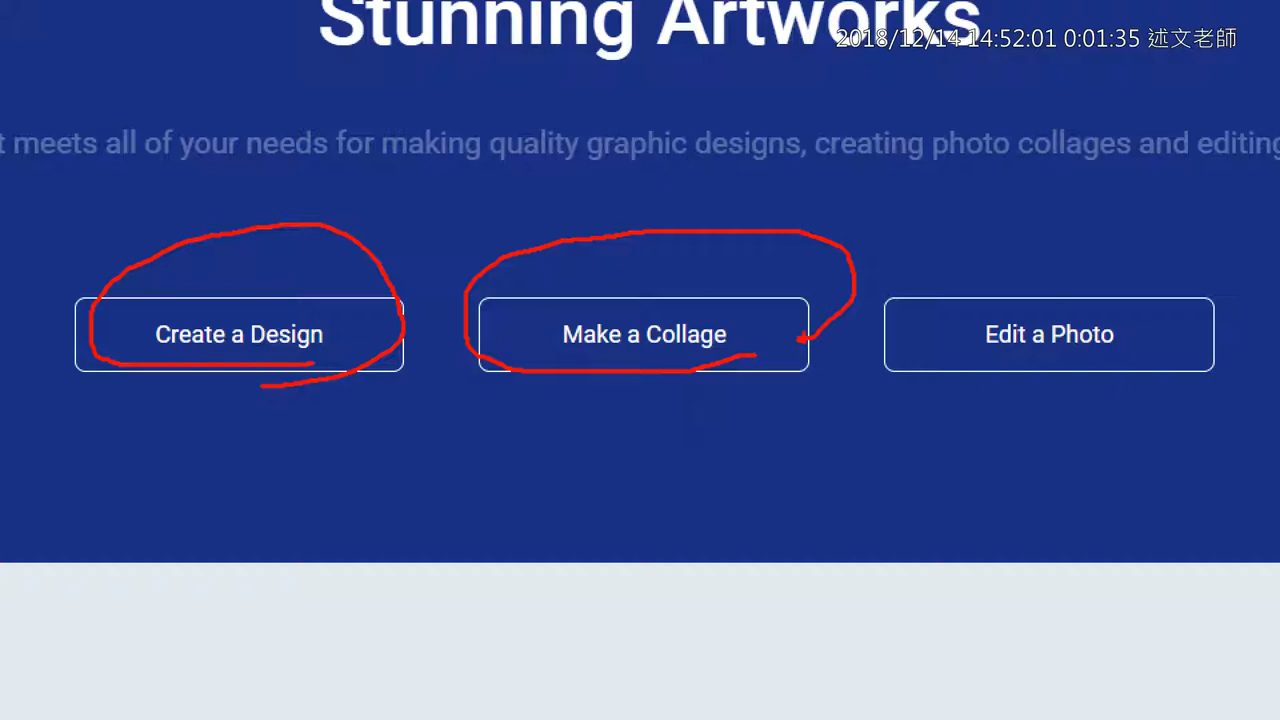 Stunning Artworks
2018/12/14 14:52:01 0:01:35 述文老師
t meets all of your needs for making quality graphic designs, creating photo collages and editing
Create a Design
Make a Collage
Edit a Photo